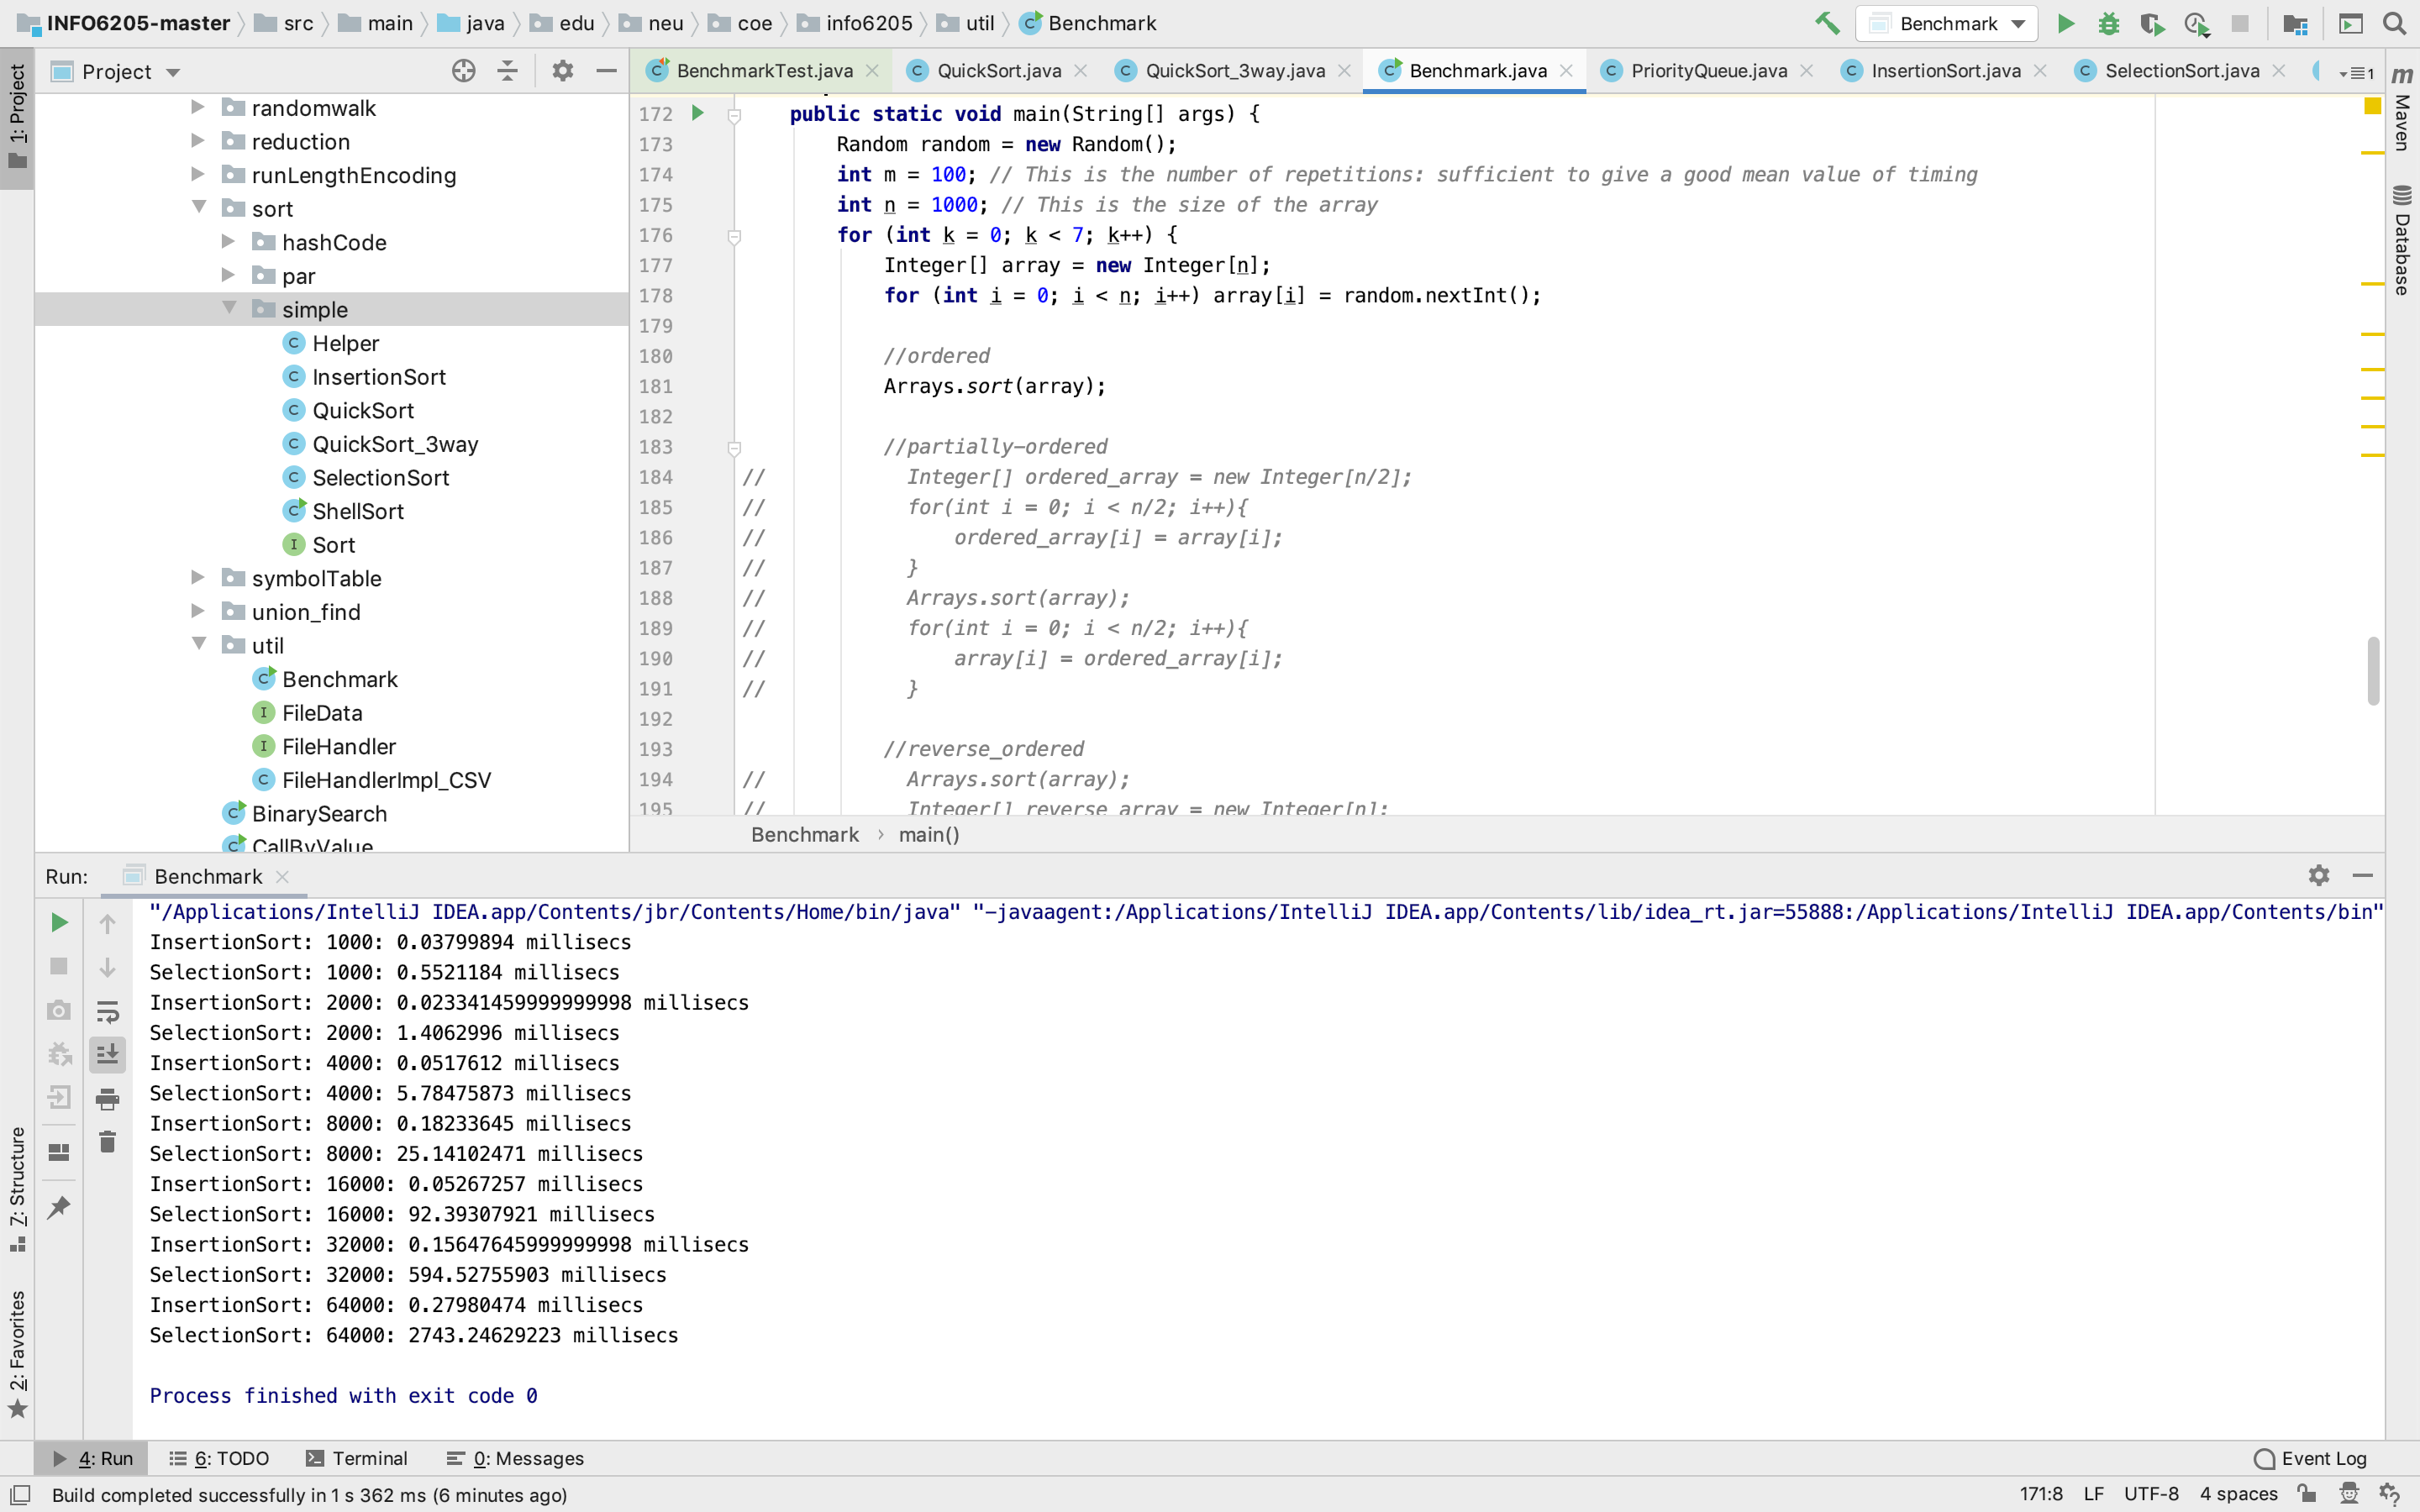 INFO6205-master src main java edu neu coe info6205 util Benchmark
Benchmark
1: Project
Project
BenchmarkTest.java QuickSort.java QuickSort_3way.java Benchmark.java PriorityQueue.java InsertionSort.java SelectionSort.java 1
Maven
Database
randomwalk
reduction
runLengthEncoding
sort
hashCode
par
simple
Helper
InsertionSort
QuickSort
QuickSort_3way
SelectionSort
ShellSort
Sort
symbolTable
union_find
util
Benchmark
FileData
FileHandler
FileHandlerImpl_CSV
BinarySearch
CallByValue
172 public static void main(String[] args) {
173 Random random = new Random();
174 int m = 100; // This is the number of repetitions: sufficient to give a good mean value of timing
175 int n = 1000; // This is the size of the array
176 for (int k = 0; k < 7; k++) {
177 Integer[] array = new Integer[n];
178 for (int i = 0; i < n; i++) array[i] = random.nextInt();
179
180 //ordered
181 Arrays.sort(array);
182
183 //partially-ordered
184 // Integer[] ordered_array = new Integer[n/2];
185 // for(int i = 0; i < n/2; i++){
186 // ordered_array[i] = array[i];
187 // }
188 // Arrays.sort(array);
189 // for(int i = 0; i < n/2; i++){
190 // array[i] = ordered_array[i];
191 // }
192
193 //reverse_ordered
194 // Arrays.sort(array);
195 // Integer[] reverse_array = new Integer[n];
Benchmark › main()
Run: Benchmark
"/Applications/IntelliJ IDEA.app/Contents/jbr/Contents/Home/bin/java" "-javaagent:/Applications/IntelliJ IDEA.app/Contents/lib/idea_rt.jar=55888:/Applications/IntelliJ IDEA.app/Contents/bin"
InsertionSort: 1000: 0.03799894 millisecs
SelectionSort: 1000: 0.5521184 millisecs
InsertionSort: 2000: 0.023341459999999998 millisecs
SelectionSort: 2000: 1.4062996 millisecs
InsertionSort: 4000: 0.0517612 millisecs
SelectionSort: 4000: 5.78475873 millisecs
InsertionSort: 8000: 0.18233645 millisecs
SelectionSort: 8000: 25.14102471 millisecs
InsertionSort: 16000: 0.05267257 millisecs
SelectionSort: 16000: 92.39307921 millisecs
InsertionSort: 32000: 0.15647645999999998 millisecs
SelectionSort: 32000: 594.52755903 millisecs
InsertionSort: 64000: 0.27980474 millisecs
SelectionSort: 64000: 2743.24629223 millisecs
Process finished with exit code 0
7: Structure
2: Favorites
4: Run 6: TODO Terminal 0: Messages Event Log
Build completed successfully in 1 s 362 ms (6 minutes ago) 171:8 LF UTF-8 4 spaces